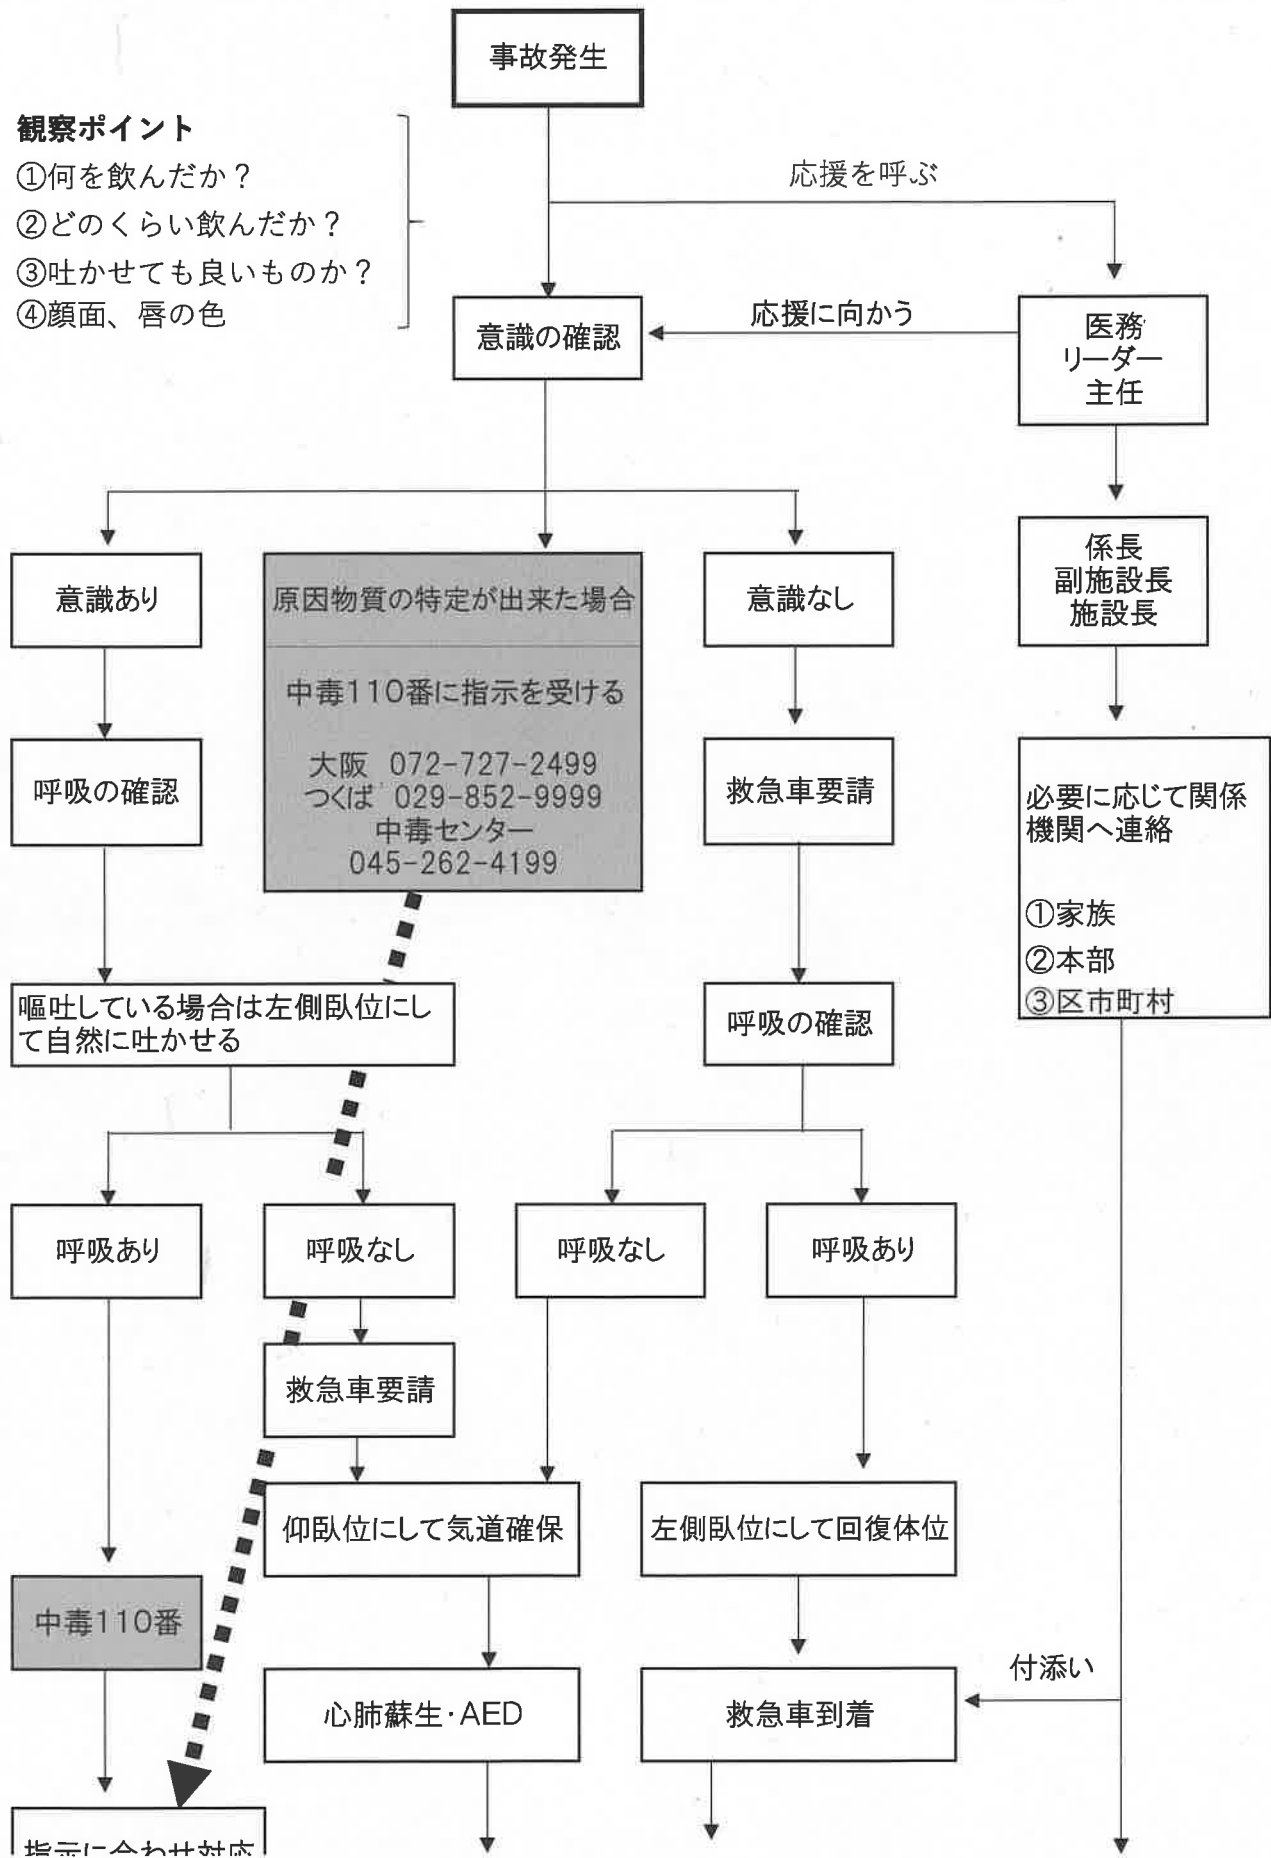 事故発生
観察ポイント
①何を飲んだか？
②どのくらい飲んだか？
③吐かせても良いものか？
④顔面、唇の色
応援を呼ぶ
意識の確認
応援に向かう
医務
リーダー
主任
意識あり
原因物質の特定が出来た場合
中毒110番に指示を受ける
大阪 072-727-2499
つくば 029-852-9999
中毒センター
045-262-4199
意識なし
係長
副施設長
施設長
呼吸の確認
救急車要請
必要に応じて関係
機関へ連絡
①家族
②本部
③区市町村
嘔吐している場合は左側臥位にし
て自然に吐かせる
呼吸の確認
呼吸あり
呼吸なし
呼吸なし
呼吸あり
救急車要請
仰臥位にして気道確保
左側臥位にして回復体位
中毒110番
心肺蘇生・AED
救急車到着
付添い
指示に合わせ対応